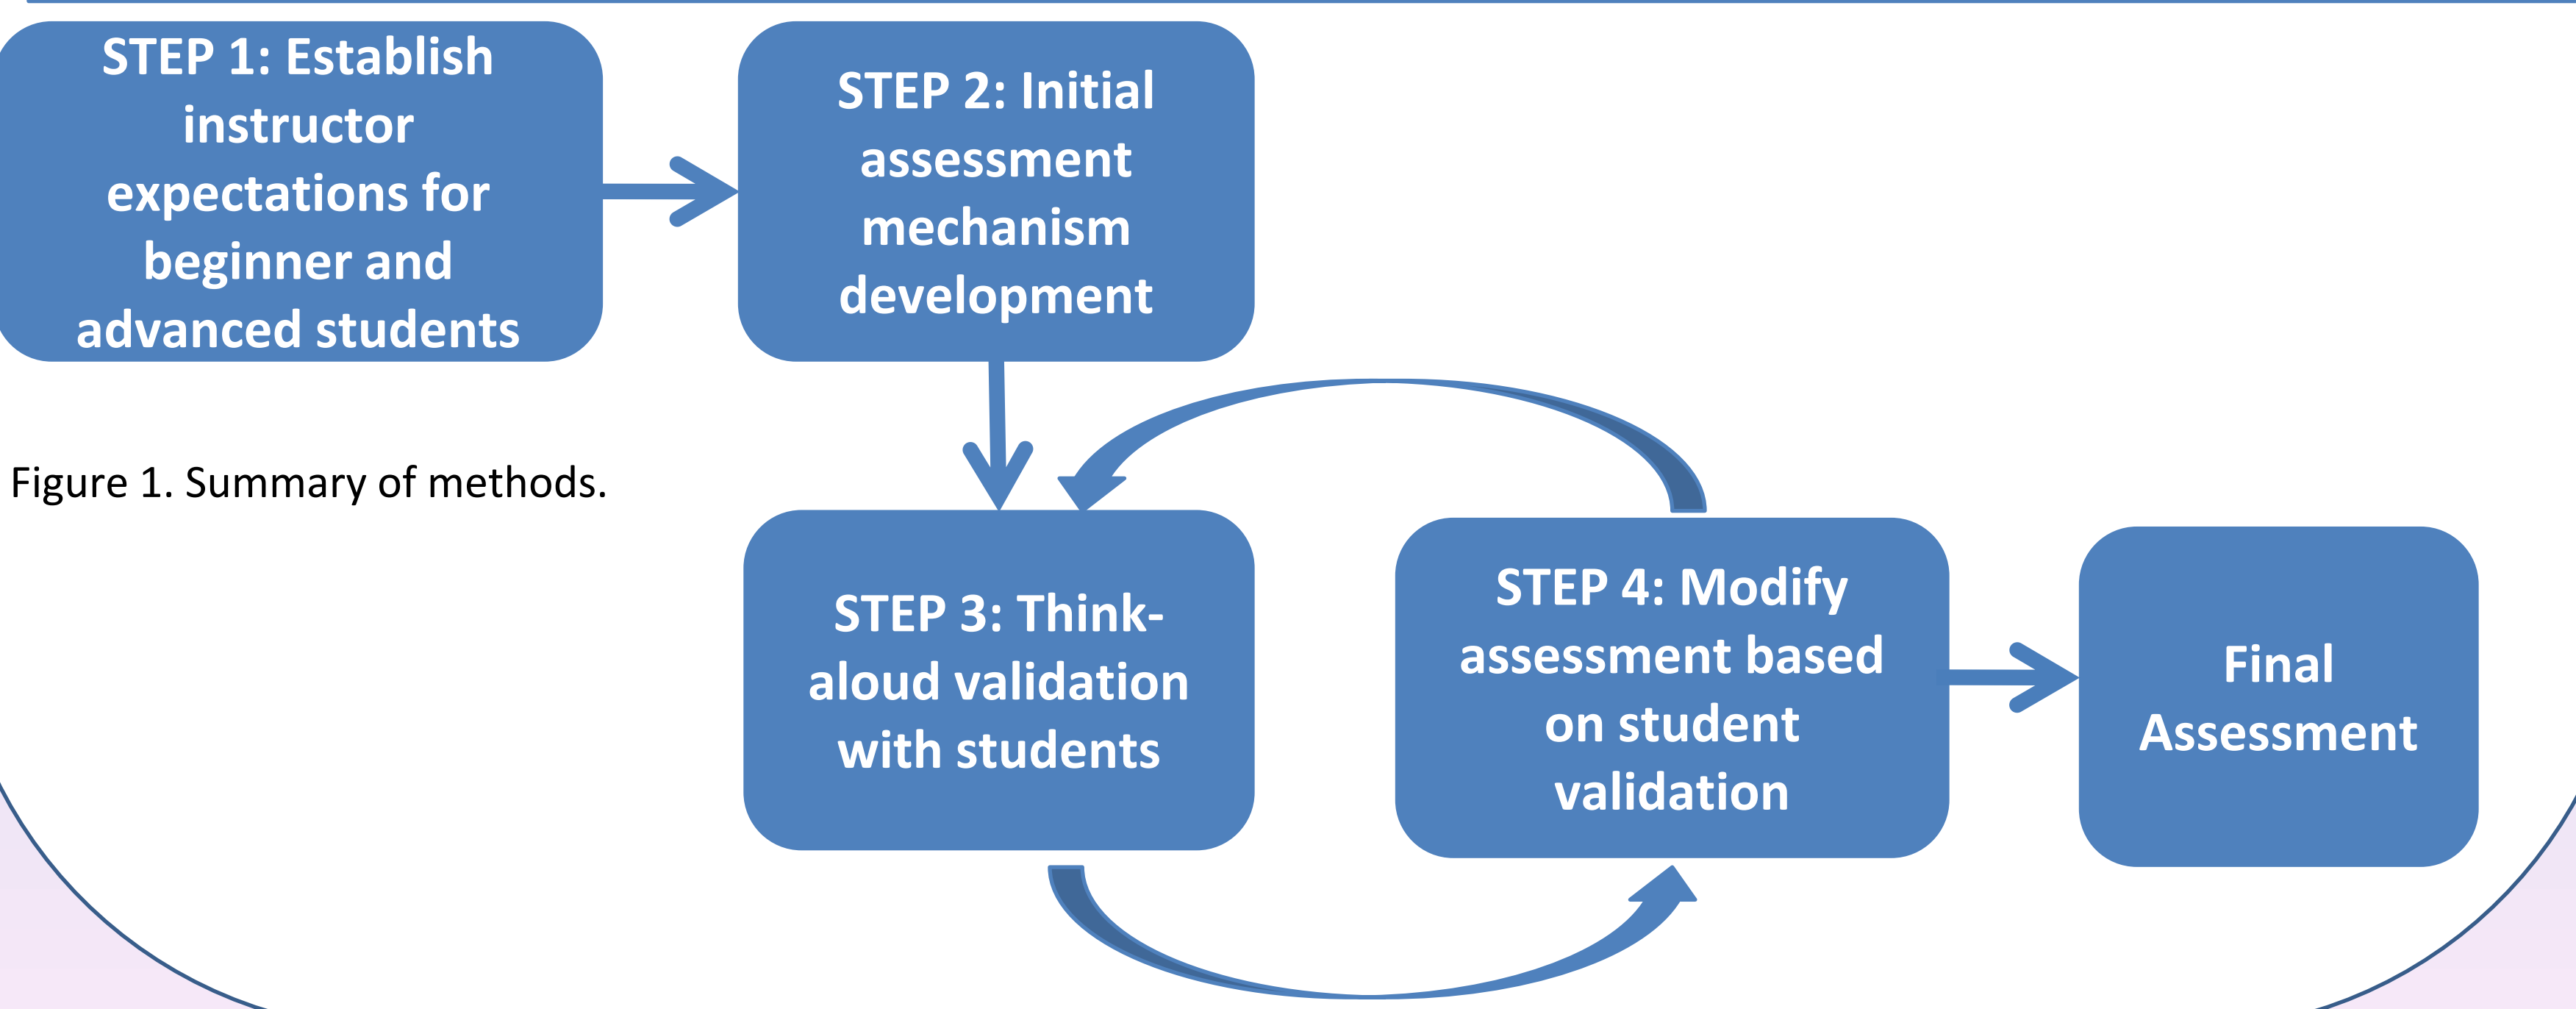 STEP 1: Establish
instructor
expectations for
beginner and
advanced students
STEP 2: Initial
assessment
mechanism
development
Figure 1. Summary of methods.
STEP 3: Think-
aloud validation
with students
STEP 4: Modify
assessment based
on student
validation
Final
Assessment